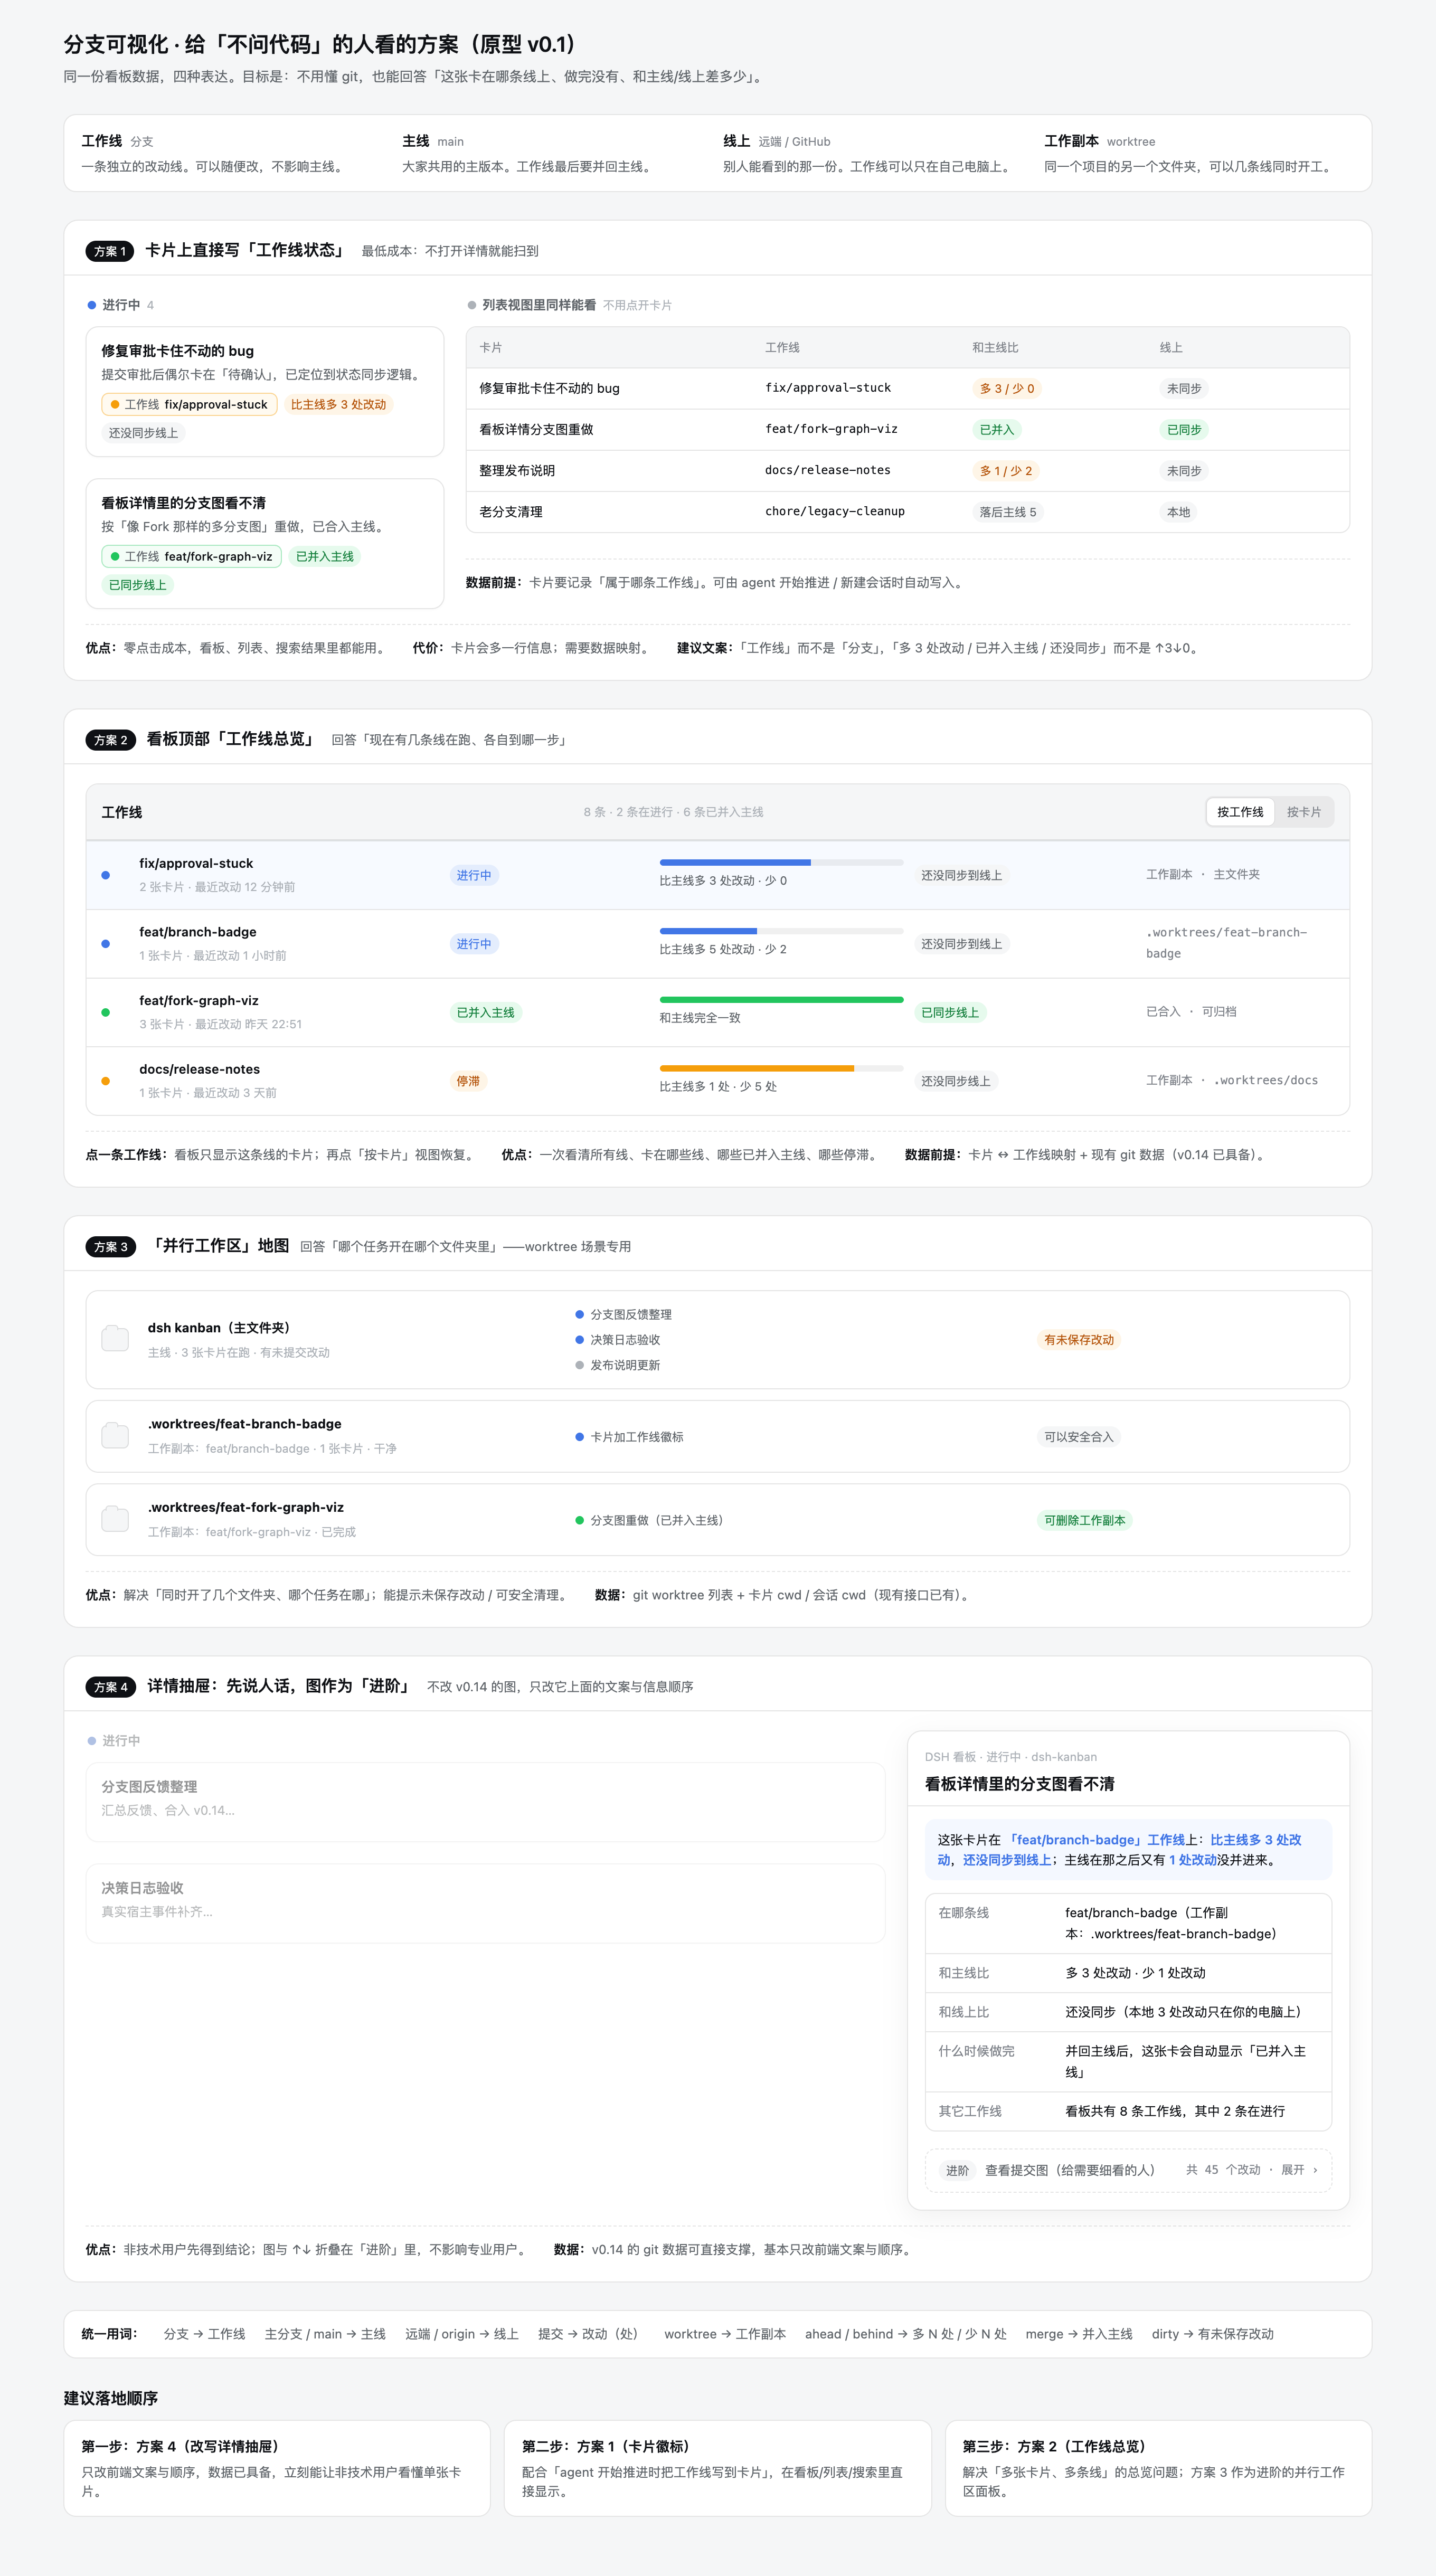 分支可视化 · 给「不问代码」的人看的方案（原型 v0.1）
同一份看板数据，四种表达。目标是：不用懂 git，也能回答「这张卡在哪条线上、做完没有、和主线/线上差多少」。
工作线 分支
一条独立的改动线。可以随便改，不影响主线。
主线 main
大家共用的主版本。工作线最后要并回主线。
线上 远端 / GitHub
别人能看到的那一份。工作线可以只在自己电脑上。
工作副本 worktree
同一个项目的另一个文件夹，可以几条线同时开工。
方案 1 卡片上直接写「工作线状态」 最低成本：不打开详情就能扫到
进行中 4
修复审批卡住不动的 bug
提交审批后偶尔卡在「待确认」，已定位到状态同步逻辑。
工作线 fix/approval-stuck 比主线多 3 处改动
还没同步线上
看板详情里的分支图看不清
按「像 Fork 那样的多分支图」重做，已合入主线。
工作线 feat/fork-graph-viz 已并入主线
已同步线上
列表视图里同样能看 不用点开卡片
卡片 工作线 和主线比 线上
修复审批卡住不动的 bug fix/approval-stuck 多 3 / 少 0 未同步
看板详情分支图重做 feat/fork-graph-viz 已并入 已同步
整理发布说明 docs/release-notes 多 1 / 少 2 未同步
老分支清理 chore/legacy-cleanup 落后主线 5 本地
数据前提：卡片要记录「属于哪条工作线」。可由 agent 开始推进 / 新建会话时自动写入。
优点：零点击成本，看板、列表、搜索结果里都能用。 代价：卡片会多一行信息；需要数据映射。 建议文案：「工作线」而不是「分支」，「多 3 处改动 / 已并入主线 / 还没同步」而不是 ↑3↓0。
方案 2 看板顶部「工作线总览」 回答「现在有几条线在跑、各自到哪一步」
工作线 8 条 · 2 条在进行 · 6 条已并入主线 按工作线 按卡片
fix/approval-stuck
2 张卡片 · 最近改动 12 分钟前
进行中
比主线多 3 处改动 · 少 0
还没同步到线上
工作副本 · 主文件夹
feat/branch-badge
1 张卡片 · 最近改动 1 小时前
进行中
比主线多 5 处改动 · 少 2
还没同步到线上
.worktrees/feat-branch-
badge
feat/fork-graph-viz
3 张卡片 · 最近改动 昨天 22:51
已并入主线
和主线完全一致
已同步线上
已合入 · 可归档
docs/release-notes
1 张卡片 · 最近改动 3 天前
停滞
比主线多 1 处 · 少 5 处
还没同步线上
工作副本 · .worktrees/docs
点一条工作线：看板只显示这条线的卡片；再点「按卡片」视图恢复。 优点：一次看清所有线、卡在哪些线、哪些已并入主线、哪些停滞。 数据前提：卡片 ↔ 工作线映射 + 现有 git 数据（v0.14 已具备）。
方案 3 「并行工作区」地图 回答「哪个任务开在哪个文件夹里」——worktree 场景专用
dsh kanban（主文件夹）
主线 · 3 张卡片在跑 · 有未提交改动
分支图反馈整理
决策日志验收
发布说明更新
有未保存改动
.worktrees/feat-branch-badge
工作副本：feat/branch-badge · 1 张卡片 · 干净
卡片加工作线徽标
可以安全合入
.worktrees/feat-fork-graph-viz
工作副本：feat/fork-graph-viz · 已完成
分支图重做（已并入主线）
可删除工作副本
优点：解决「同时开了几个文件夹、哪个任务在哪」；能提示未保存改动 / 可安全清理。 数据：git worktree 列表 + 卡片 cwd / 会话 cwd（现有接口已有）。
方案 4 详情抽屉：先说人话，图作为「进阶」 不改 v0.14 的图，只改它上面的文案与信息顺序
进行中
分支图反馈整理
汇总反馈、合入 v0.14...
决策日志验收
真实宿主事件补齐...
DSH 看板 · 进行中 · dsh-kanban
看板详情里的分支图看不清
这张卡片在 「feat/branch-badge」工作线上：比主线多 3 处改
动，还没同步到线上；主线在那之后又有 1 处改动没并进来。
在哪条线 feat/branch-badge（工作副
本：.worktrees/feat-branch-badge）
和主线比 多 3 处改动 · 少 1 处改动
和线上比 还没同步（本地 3 处改动只在你的电脑上）
什么时候做完 并回主线后，这张卡会自动显示「已并入主
线」
其它工作线 看板共有 8 条工作线，其中 2 条在进行
进阶 查看提交图（给需要细看的人） 共 45 个改动 · 展开 ›
优点：非技术用户先得到结论；图与 ↑↓ 折叠在「进阶」里，不影响专业用户。 数据：v0.14 的 git 数据可直接支撑，基本只改前端文案与顺序。
统一用词： 分支 → 工作线 主分支 / main → 主线 远端 / origin → 线上 提交 → 改动（处） worktree → 工作副本 ahead / behind → 多 N 处 / 少 N 处 merge → 并入主线 dirty → 有未保存改动
建议落地顺序
第一步：方案 4（改写详情抽屉）
只改前端文案与顺序，数据已具备，立刻能让非技术用户看懂单张卡
片。
第二步：方案 1（卡片徽标）
配合「agent 开始推进时把工作线写到卡片」，在看板/列表/搜索里直
接显示。
第三步：方案 2（工作线总览）
解决「多张卡片、多条线」的总览问题；方案 3 作为进阶的并行工作
区面板。